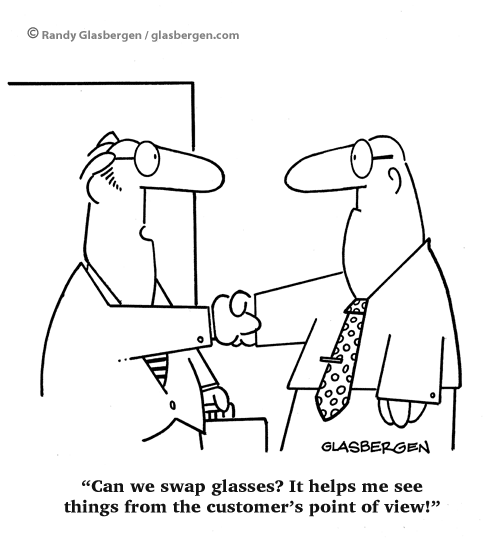 © Randy Glasbergen / glasbergen.com
GLASBERGEN
“Can we swap glasses? It helps me see
things from the customer’s point of view!”